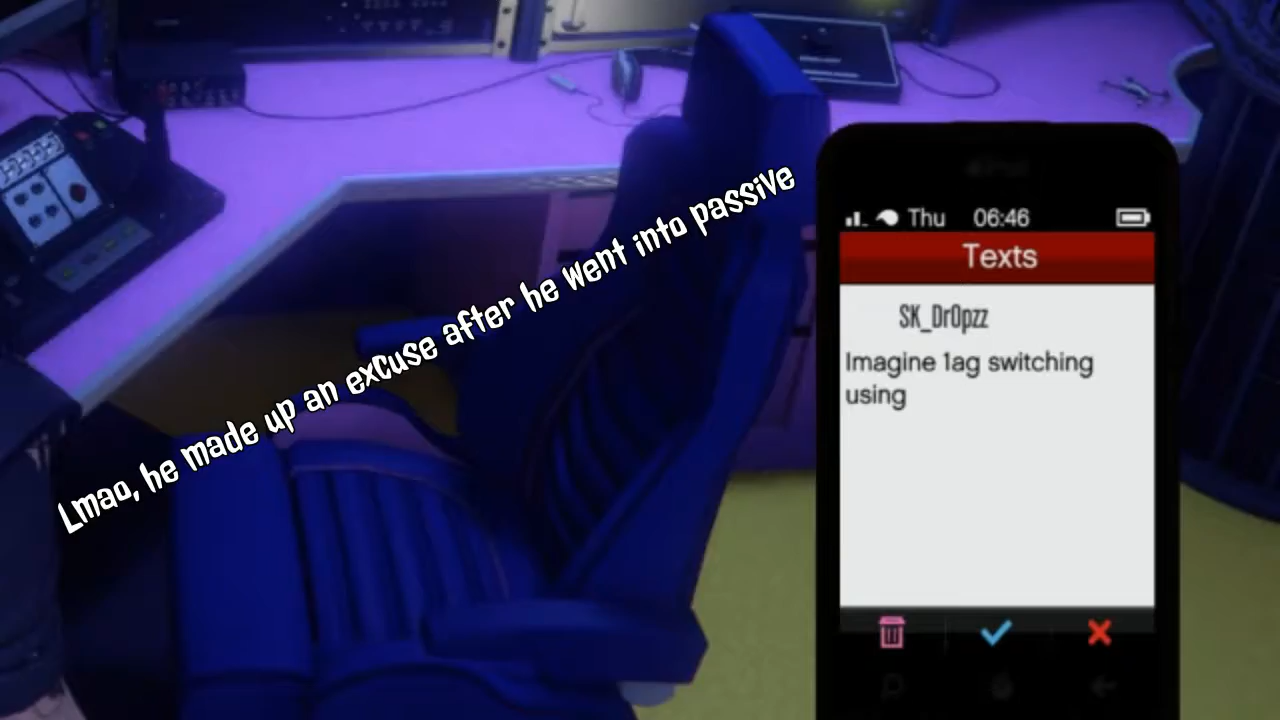 Lmao, he made up an excuse after he went into passive
Thu 06:46
Texts
SK_Dr0pzz
Imagine 1ag switching
using